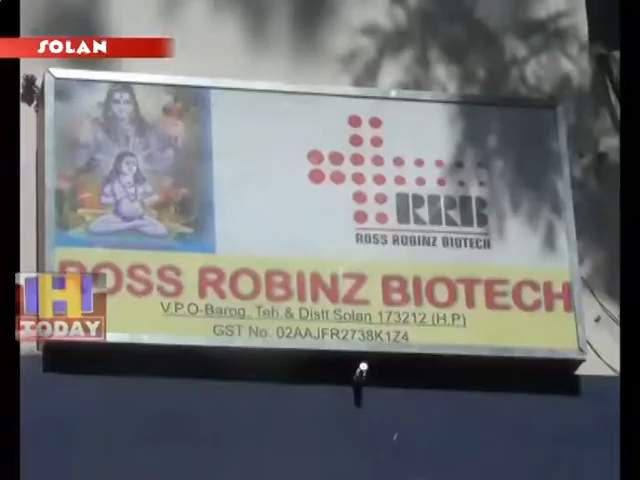 SOLAN
RRB
ROSS ROBINZ BIOTECH
ROSS ROBINZ BIOTECH
V.P.O-Barog, Teh & Distt Solan 173212 (H.P)
GST No. 02AAJFR2738K1Z4
H
TODAY